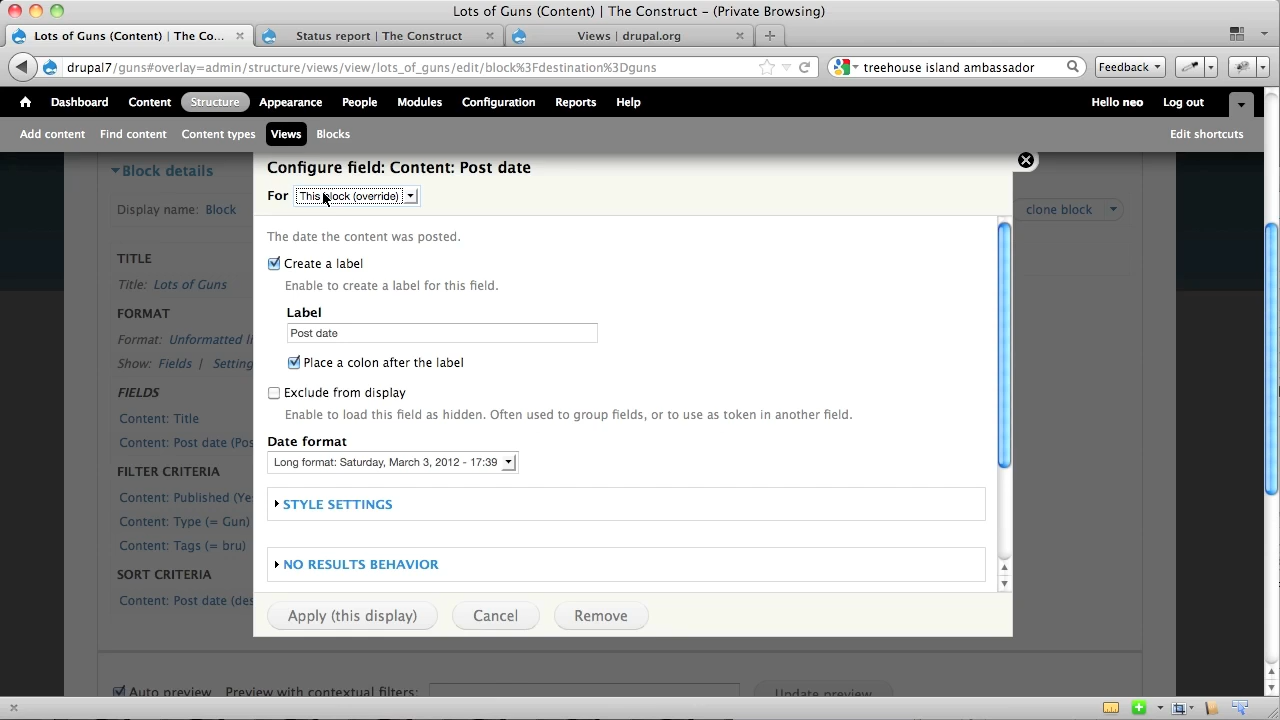 Lots of Guns (Content) | The Construct – (Private Browsing)
Lots of Guns (Content) | The Co... Status report | The Construct Views | drupal.org
drupal7/guns#overlay=admin/structure/views/view/lots_of_guns/edit/block%3Fdestination%3Dguns treehouse island ambassador Feedback
Dashboard Content Structure Appearance People Modules Configuration Reports Help Hello neo Log out
Add content Find content Content types Views Blocks Edit shortcuts
Configure field: Content: Post date
Block details
For This block (override)
Display name: Block clone block
The date the content was posted.
TITLE
Create a label
Title: Lots of Guns
Enable to create a label for this field.
FORMAT
Label
Format: Unformatted li
Post date
Show: Fields | Setting
Place a colon after the label
FIELDS
Exclude from display
Content: Title
Enable to load this field as hidden. Often used to group fields, or to use as token in another field.
Content: Post date (Pos
Date format
Long format: Saturday, March 3, 2012 - 17:39
FILTER CRITERIA
Content: Published (Ye
STYLE SETTINGS
Content: Type (= Gun)
Content: Tags (= bru)
NO RESULTS BEHAVIOR
SORT CRITERIA
Content: Post date (des
Apply (this display) Cancel Remove
Auto preview Preview with contextual filters: Update preview